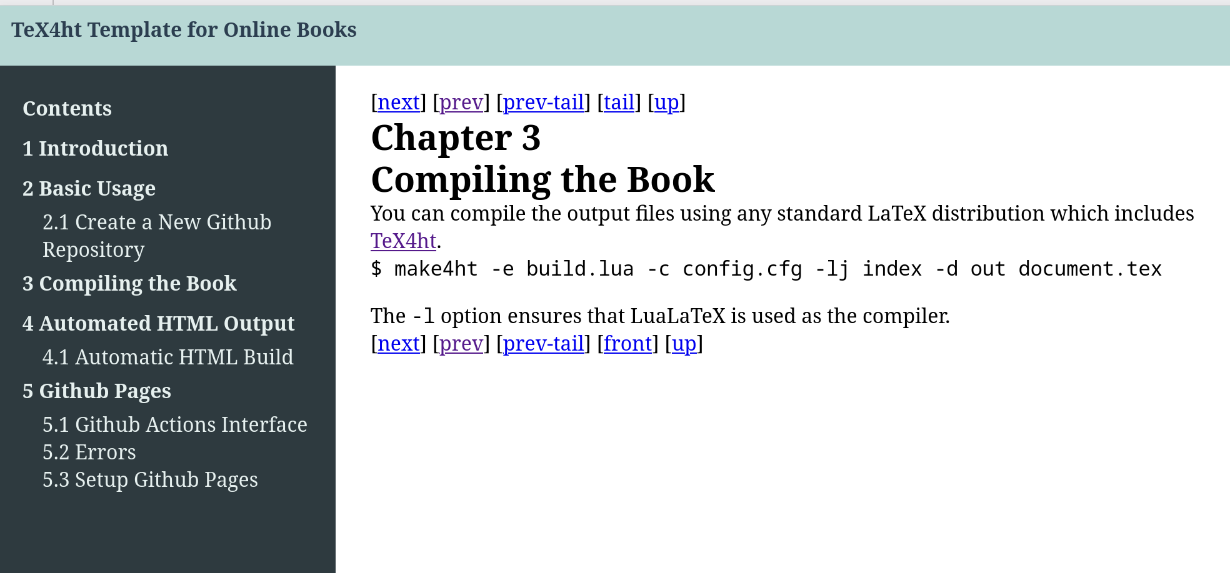 TeX4ht Template for Online Books
Contents
1 Introduction
2 Basic Usage
2.1 Create a New Github
Repository
3 Compiling the Book
4 Automated HTML Output
4.1 Automatic HTML Build
5 Github Pages
5.1 Github Actions Interface
5.2 Errors
5.3 Setup Github Pages
[next] [prev] [prev-tail] [tail] [up]
Chapter 3
Compiling the Book
You can compile the output files using any standard LaTeX distribution which includes
TeX4ht.
$ make4ht -e build.lua -c config.cfg -lj index -d out document.tex
The -l option ensures that LuaLaTeX is used as the compiler.
[next] [prev] [prev-tail] [front] [up]